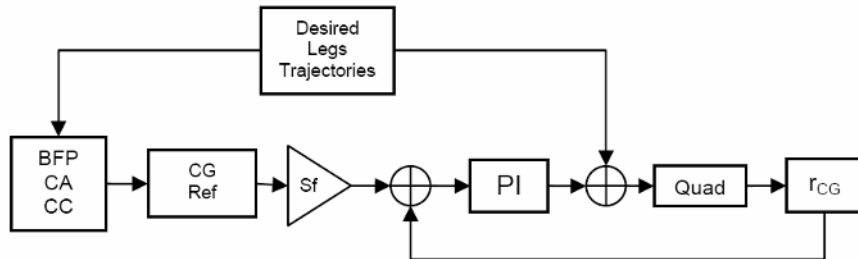 Desired
Legs
Trajectories
BFP
CA
CC
CG
Ref
Sf
PI
Quad
rCG